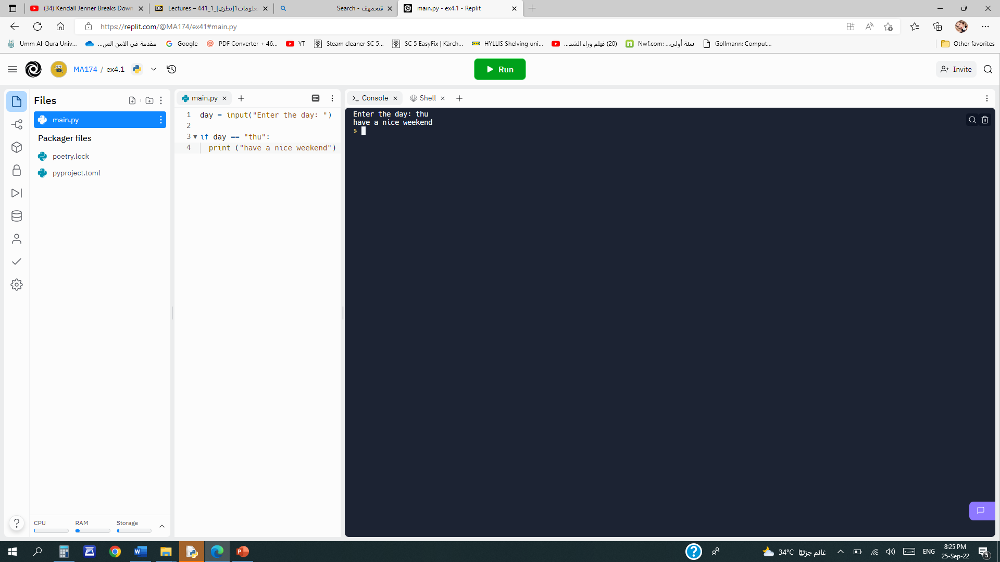 (34) Kendall Jenner Breaks Down
Lectures – 441_1_علومات1[نظري]
Search - قثحمهف
main.py - ex4.1 - Replit
https://replit.com/@MA174/ex41#main.py
Umm Al-Qura Univ...
مقدمة في الامن الس...
Google
PDF Converter + 46...
YT
Steam cleaner SC 5...
SC 5 EasyFix | Kärch...
HYLLIS Shelving uni...
(20) فيلم وراء الشم...
Nwf.com: سنة أولى...
Gollmann: Comput...
Other favorites
MA174 / ex4.1
Run
Invite
Files
main.py
Packager files
poetry.lock
pyproject.toml
CPU RAM Storage
main.py
1 day = input("Enter the day: ")
2
3 if day == "thu":
4 print ("have a nice weekend")
Console
Shell
Enter the day: thu
have a nice weekend
34°C غائم جزئيًا
ENG
8:25 PM
25-Sep-22
5